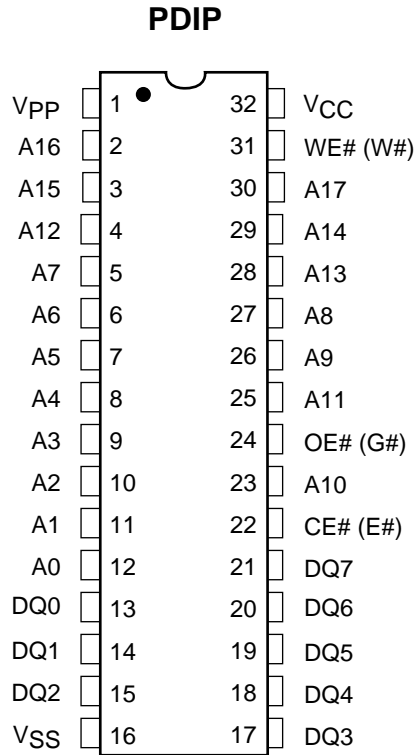 PDIP
VPP 1 32 VCC
A16 2 31 WE# (W#)
A15 3 30 A17
A12 4 29 A14
A7 5 28 A13
A6 6 27 A8
A5 7 26 A9
A4 8 25 A11
A3 9 24 OE# (G#)
A2 10 23 A10
A1 11 22 CE# (E#)
A0 12 21 DQ7
DQ0 13 20 DQ6
DQ1 14 19 DQ5
DQ2 15 18 DQ4
VSS 16 17 DQ3